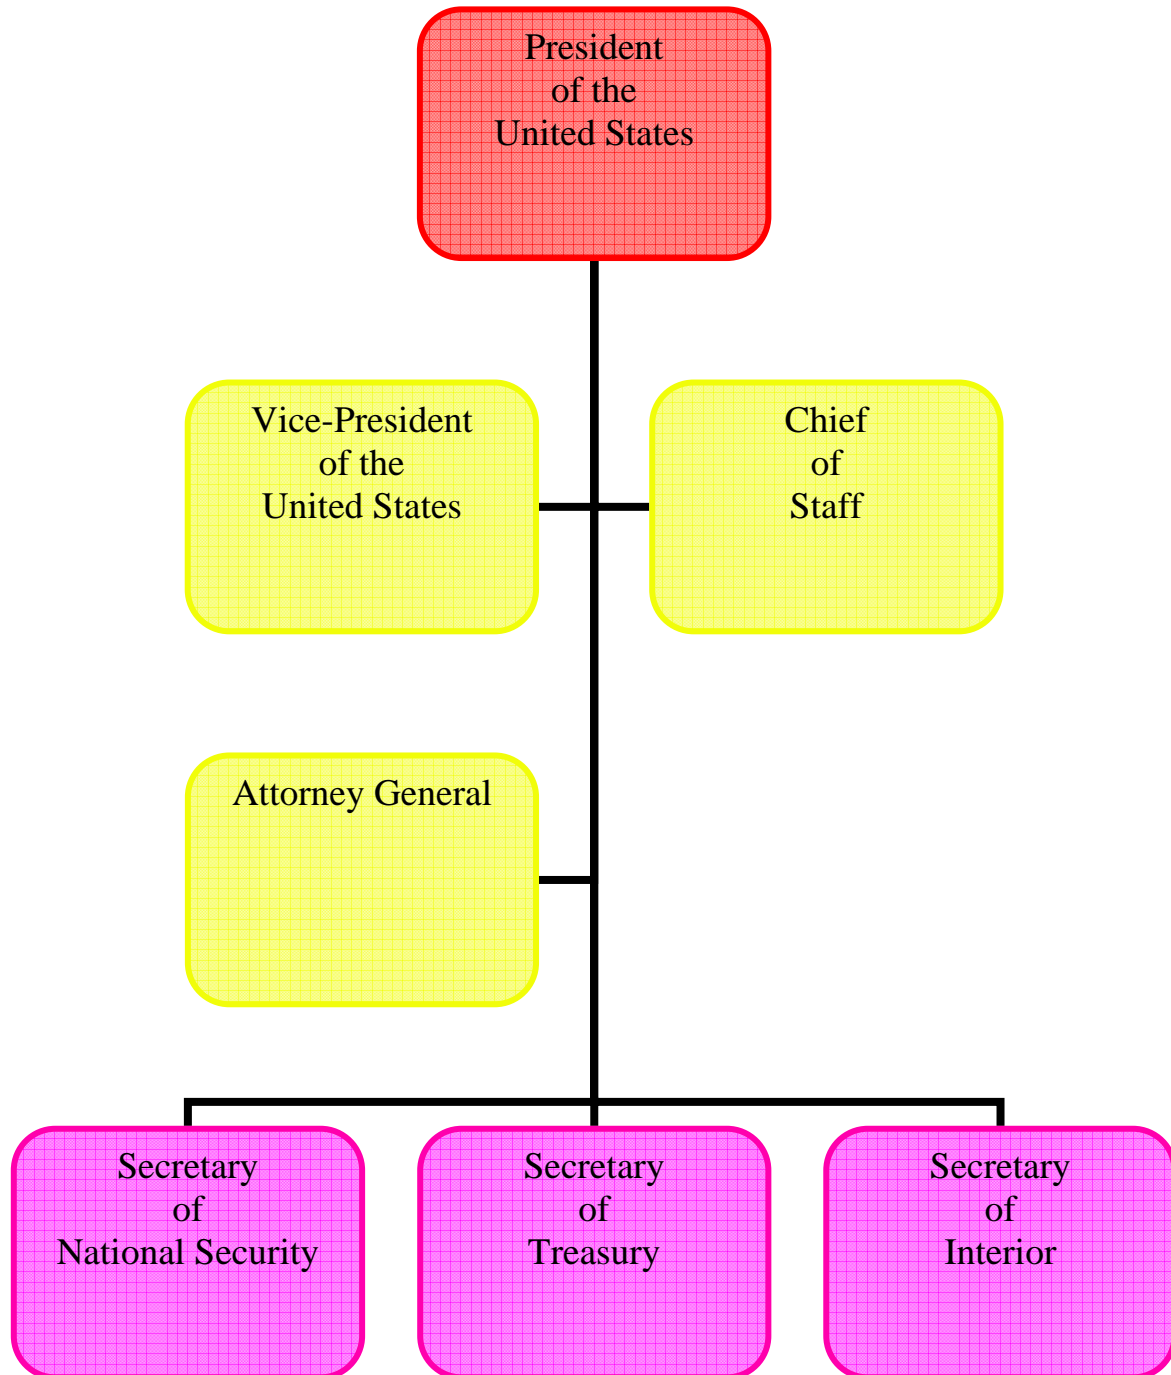 President
of the
United States
Vice-President
of the
United States
Chief
of
Staff
Attorney General
Secretary
of
National Security
Secretary
of
Treasury
Secretary
of
Interior